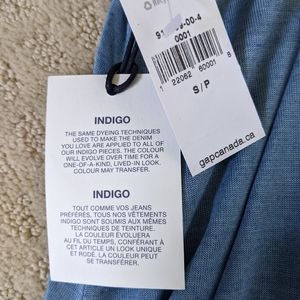 0001
1 22062 60001 8
S / P
gapcanada.ca
INDIGO
THE SAME DYEING TECHNIQUES
USED TO MAKE THE DENIM
YOU LOVE ARE APPLIED TO ALL OF
OUR INDIGO PIECES. THE COLOUR
WILL EVOLVE OVER TIME FOR A
ONE-OF-A-KIND, LIVED-IN LOOK.
COLOUR MAY TRANSFER.
INDIGO
TOUT COMME VOS JEANS
PRÉFÉRÉS, TOUS NOS VÊTEMENTS
INDIGO SONT SOUMIS AUX MÊMES
TECHNIQUES DE TEINTURE.
LA COULEUR ÉVOLUERA
AU FIL DU TEMPS, CONFÉRANT À
CET ARTICLE UN LOOK UNIQUE
ET RODÉ. LA COULEUR PEUT
SE TRANSFÉRER.